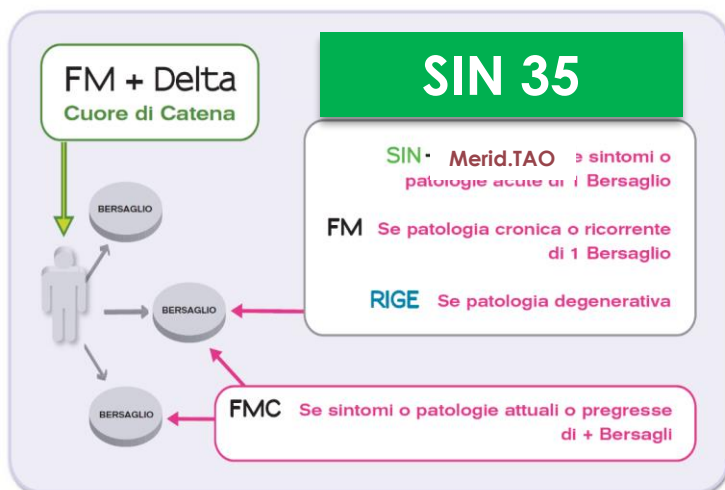 FM + Delta
Cuore di Catena
SIN 35
SIN- Merid.TAO e sintomi o
patologie acute di 1 Bersaglio
FM Se patologia cronica o ricorrente
di 1 Bersaglio
RIGE Se patologia degenerativa
BERSAGLIO
BERSAGLIO
BERSAGLIO
FMC Se sintomi o patologie attuali o pregresse
di + Bersagli